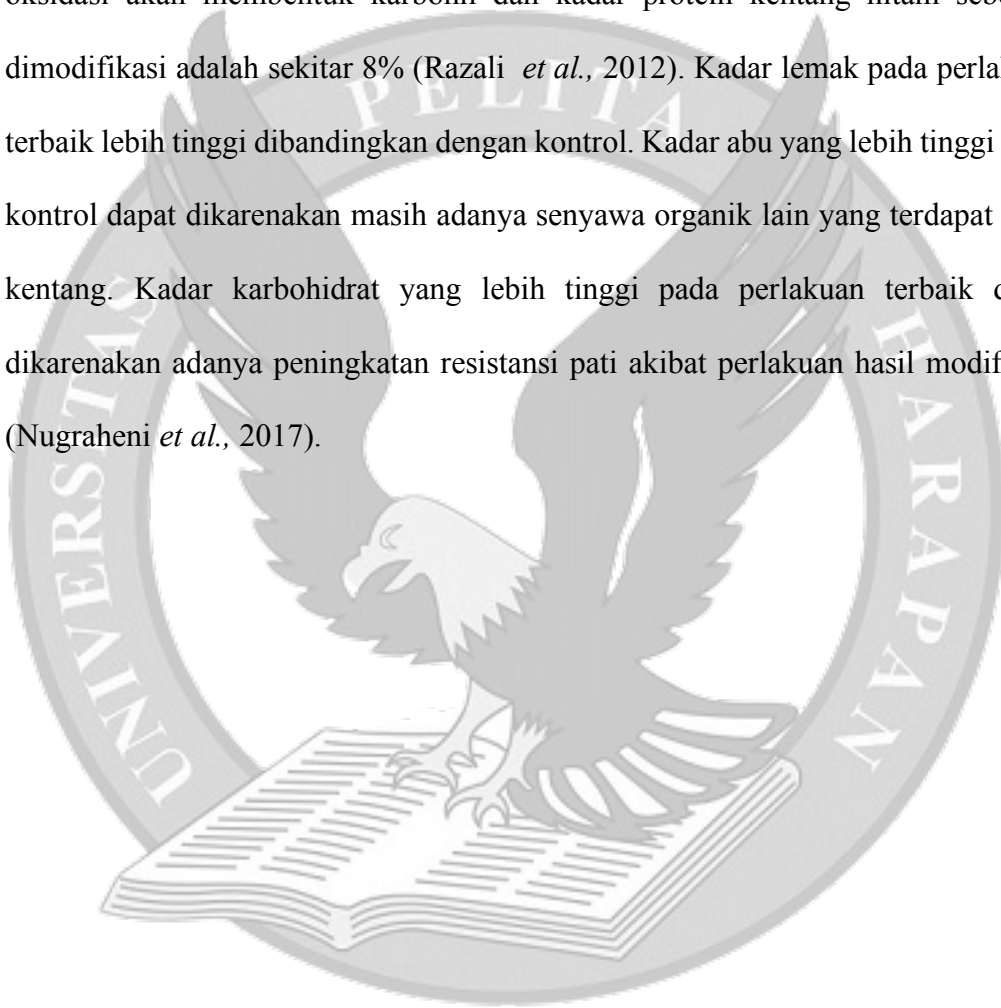 oksidasi akan membentuk karbonil dan kadar protein kentang hitam
dimodifikasi adalah sekitar 8% (Razali et al., 2012). Kadar lemak pada
terbaik lebih tinggi dibandingkan dengan kontrol. Kadar abu yang lebih tinggi
kontrol dapat dikarenakan masih adanya senyawa organik lain yang terdapat
kentang. Kadar karbohidrat yang lebih tinggi pada perlakuan terbaik
dikarenakan adanya peningkatan resistansi pati akibat perlakuan hasil
(Nugraheni et al., 2017).
UNIVERSITAS
PELITA
HARAPAN